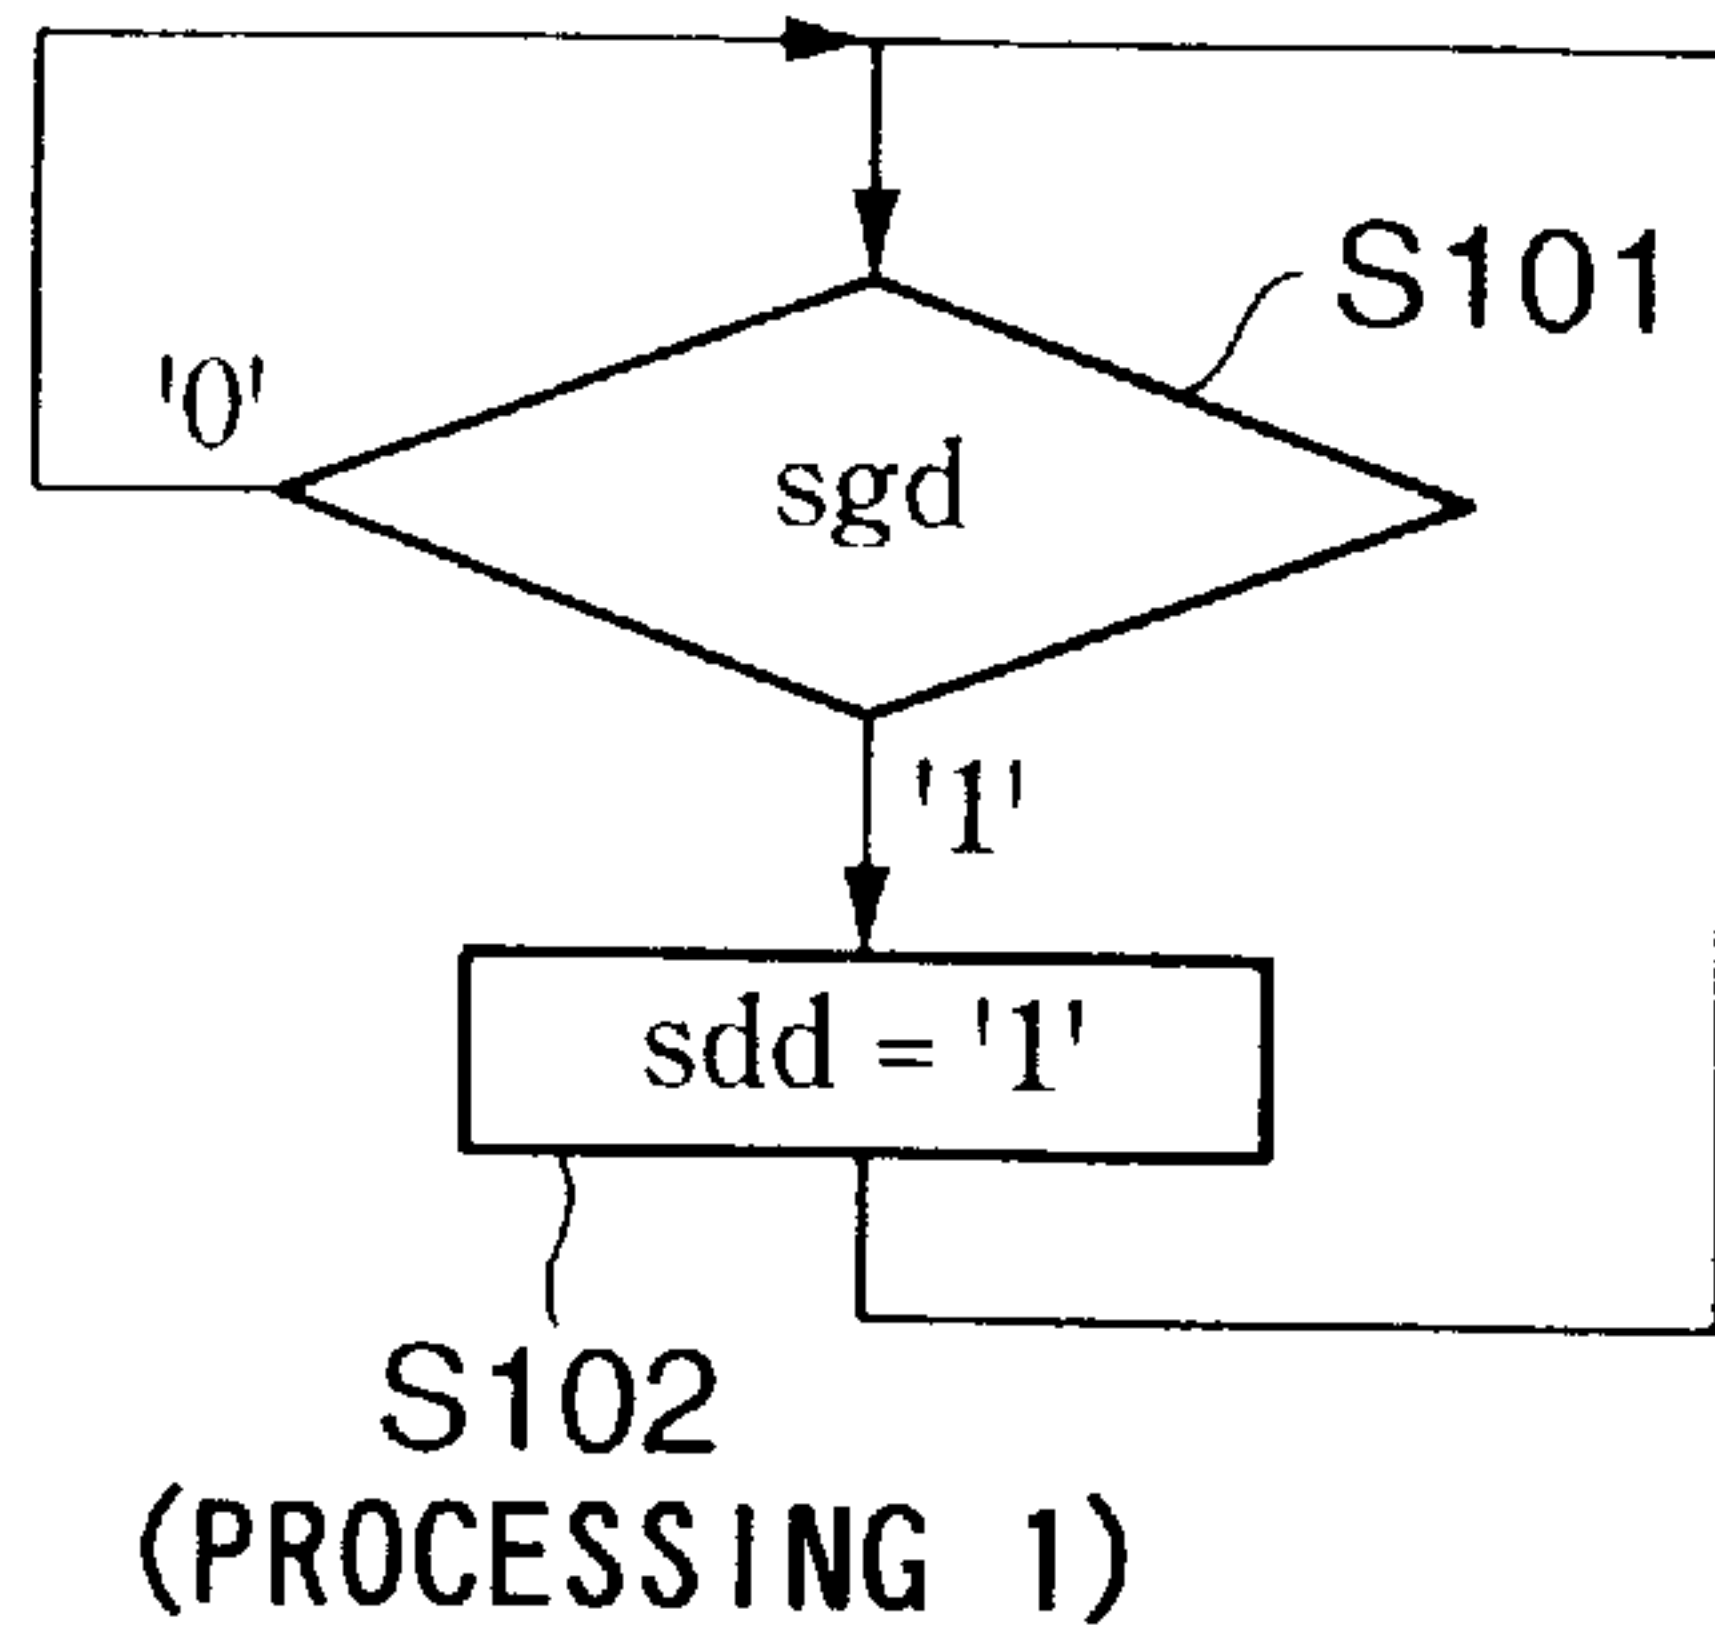 S101
'0'
sgd
'1'
sdd = '1'
S102
(PROCESSING 1)